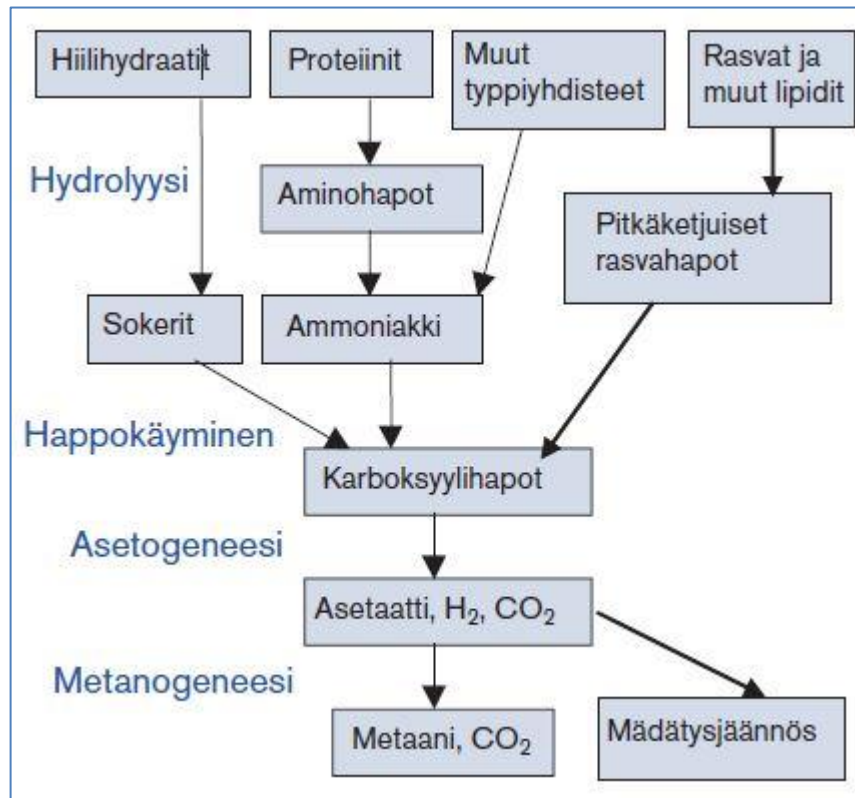 Hiilihydraatit
Proteiinit
Muut
typpiyhdisteet
Rasvat ja
muut lipidit
Hydrolyysi
Aminohapot
Pitkäketjuiset
rasvahapot
Sokerit
Ammoniakki
Happokäyminen
Karboksyylihapot
Asetogeneesi
Asetaatti, H₂, CO₂
Metanogeneesi
Metaani, CO₂
Mädätysjäännös